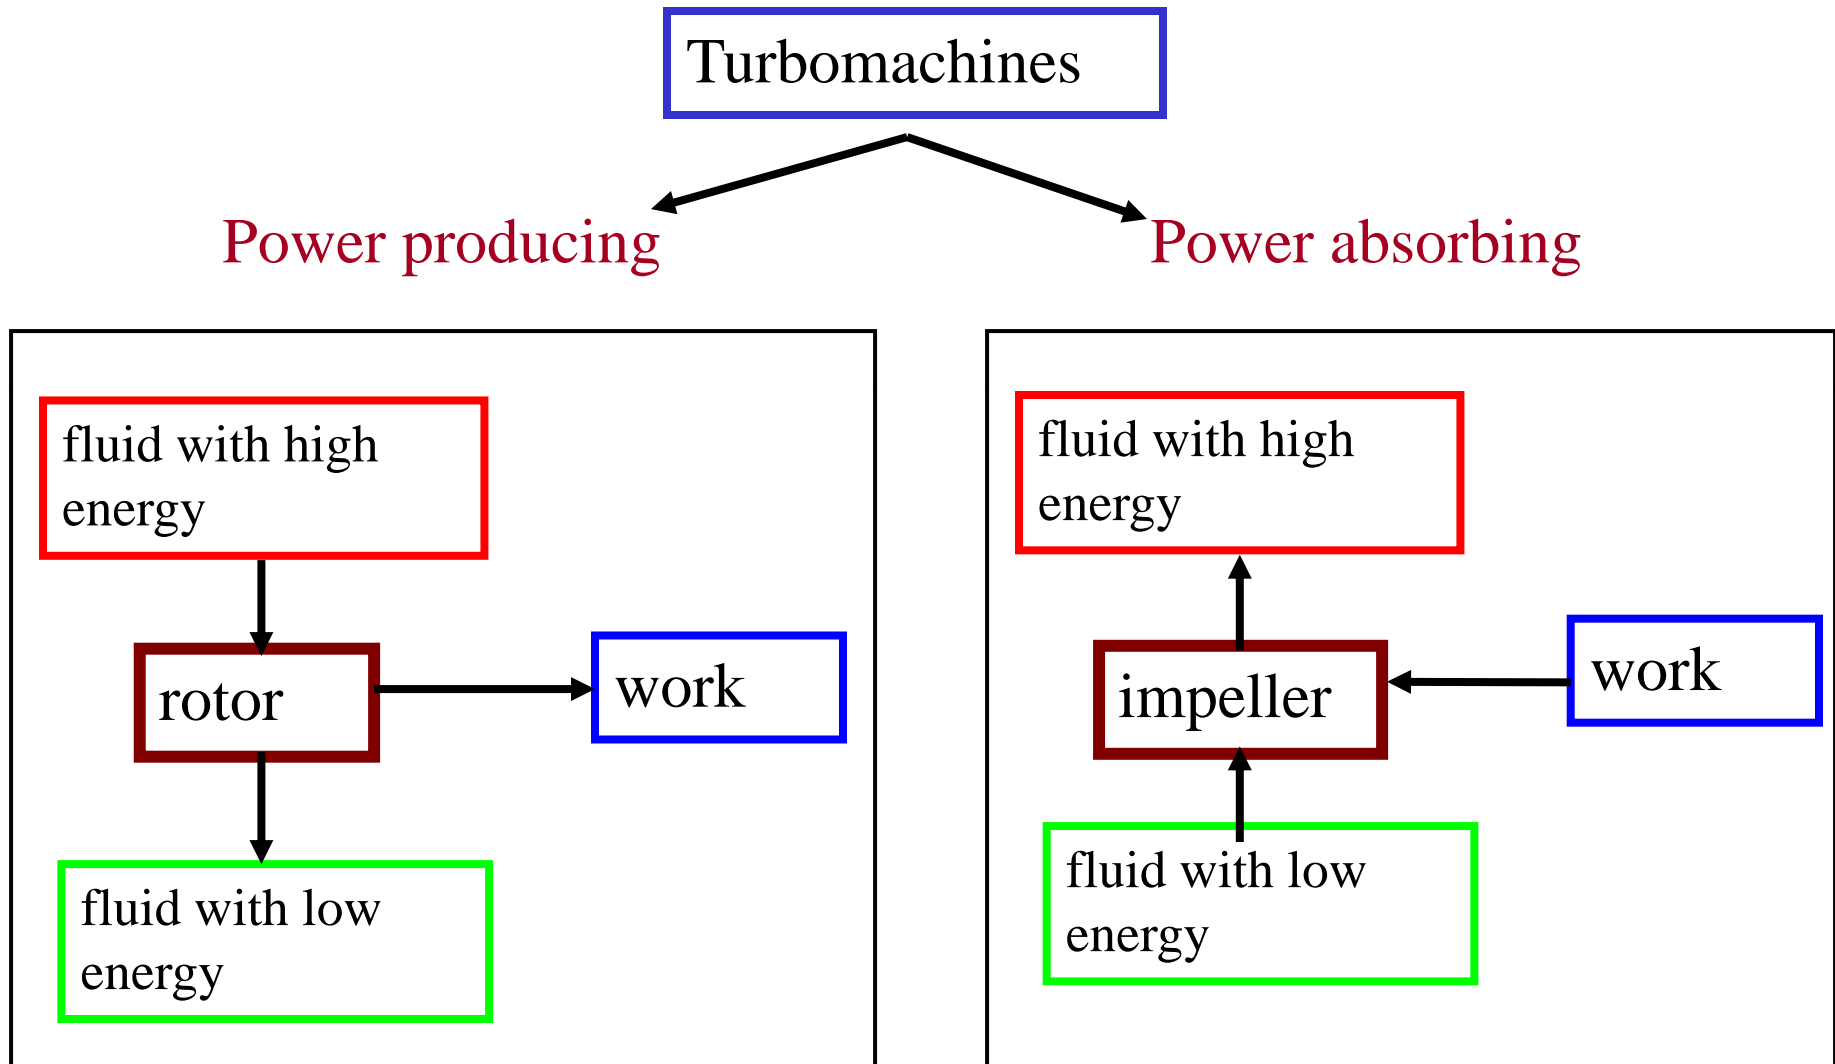 Turbomachines
Power producing
Power absorbing
fluid with high
energy
rotor
work
fluid with low
energy
fluid with high
energy
impeller
work
fluid with low
energy